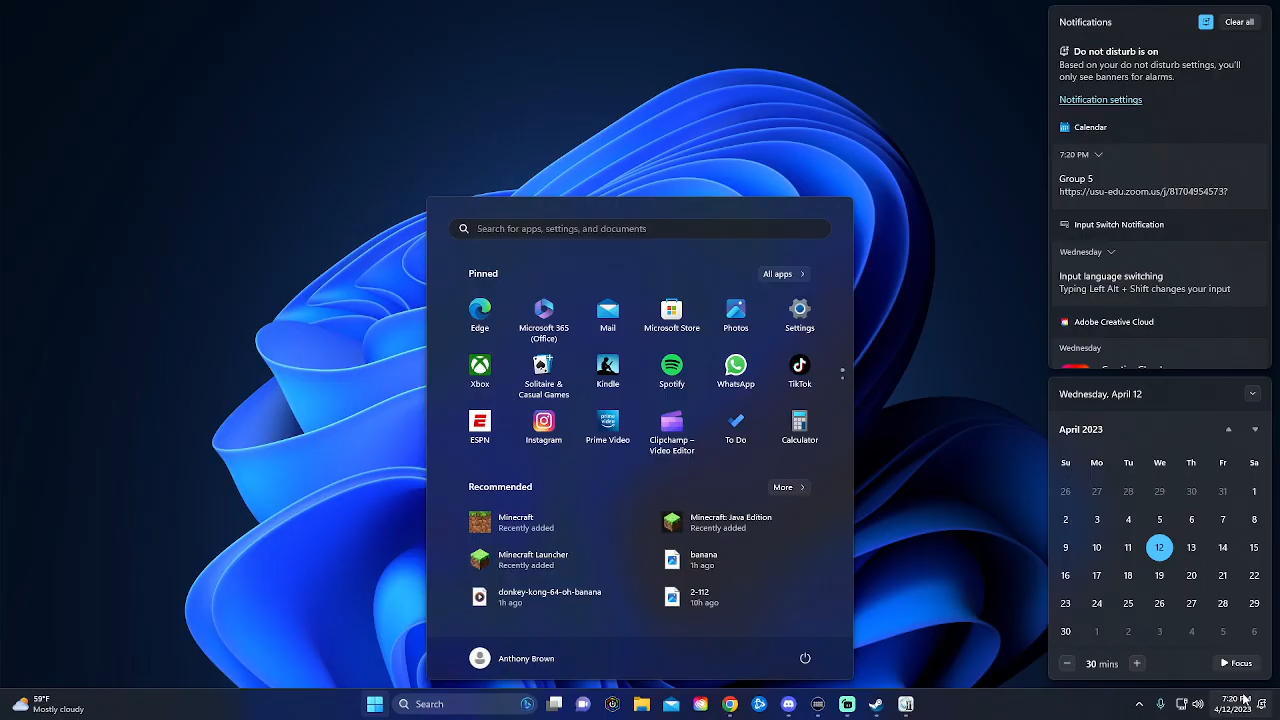 Notifications
Clear all
Do not disturb is on
Based on your do not disturb settings, you'll
only see banners for alarms.
Notification settings
Calendar
7:20 PM
Group 5
https://usu-edu.zoom.us/j/81704954573?
Input Switch Notification
Wednesday
Input language switching
Typing Left Alt + Shift changes your input
Adobe Creative Cloud
Wednesday
Search for apps, settings, and documents
Pinned
All apps
Edge
Microsoft 365
(Office)
Mail
Microsoft Store
Photos
Settings
Xbox
Solitaire &
Casual Games
Kindle
Spotify
WhatsApp
TikTok
ESPN
Instagram
prime video
Prime Video
Clipchamp –
Video Editor
To Do
Calculator
Recommended
More
Minecraft
Recently added
Minecraft: Java Edition
Recently added
Minecraft Launcher
Recently added
banana
1h ago
donkey-kong-64-oh-banana
1h ago
2-112
10h ago
Anthony Brown
Wednesday, April 12
April 2023
Su Mo Tu We Th Fr Sa
26 27 28 29 30 31 1
2 3 4 5 6 7 8
9 10 11 12 13 14 15
16 17 18 19 20 21 22
23 24 25 26 27 28 29
30 1 2 3 4 5 6
30 mins
Focus
59°F
Mostly cloudy
Search
7:20
4/12/2023